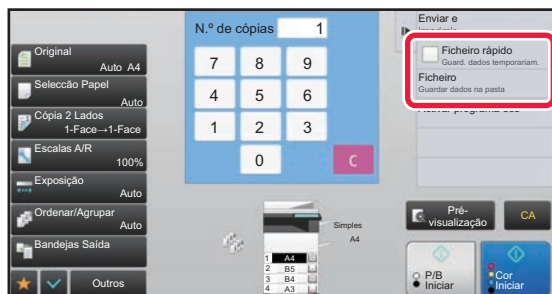 N.º de cópias 1
Enviar e
Original
Auto A4
Selecção Papel
Auto
Cópia 2 Lados
1-Face→1-Face
Escalas A/R
100%
Exposição
Auto
Ordenar/Agrupar
Auto
Bandejas Saída
Outros
7 8 9
4 5 6
1 2 3
0 C
Simples
A4
1 A4
2 B5
3 B4
4 A3
Ficheiro rápido
Guard. dados temporariam.
Ficheiro
Guardar dados na pasta
Pré-
visualização
CA
P/B
Iniciar
Cor
Iniciar